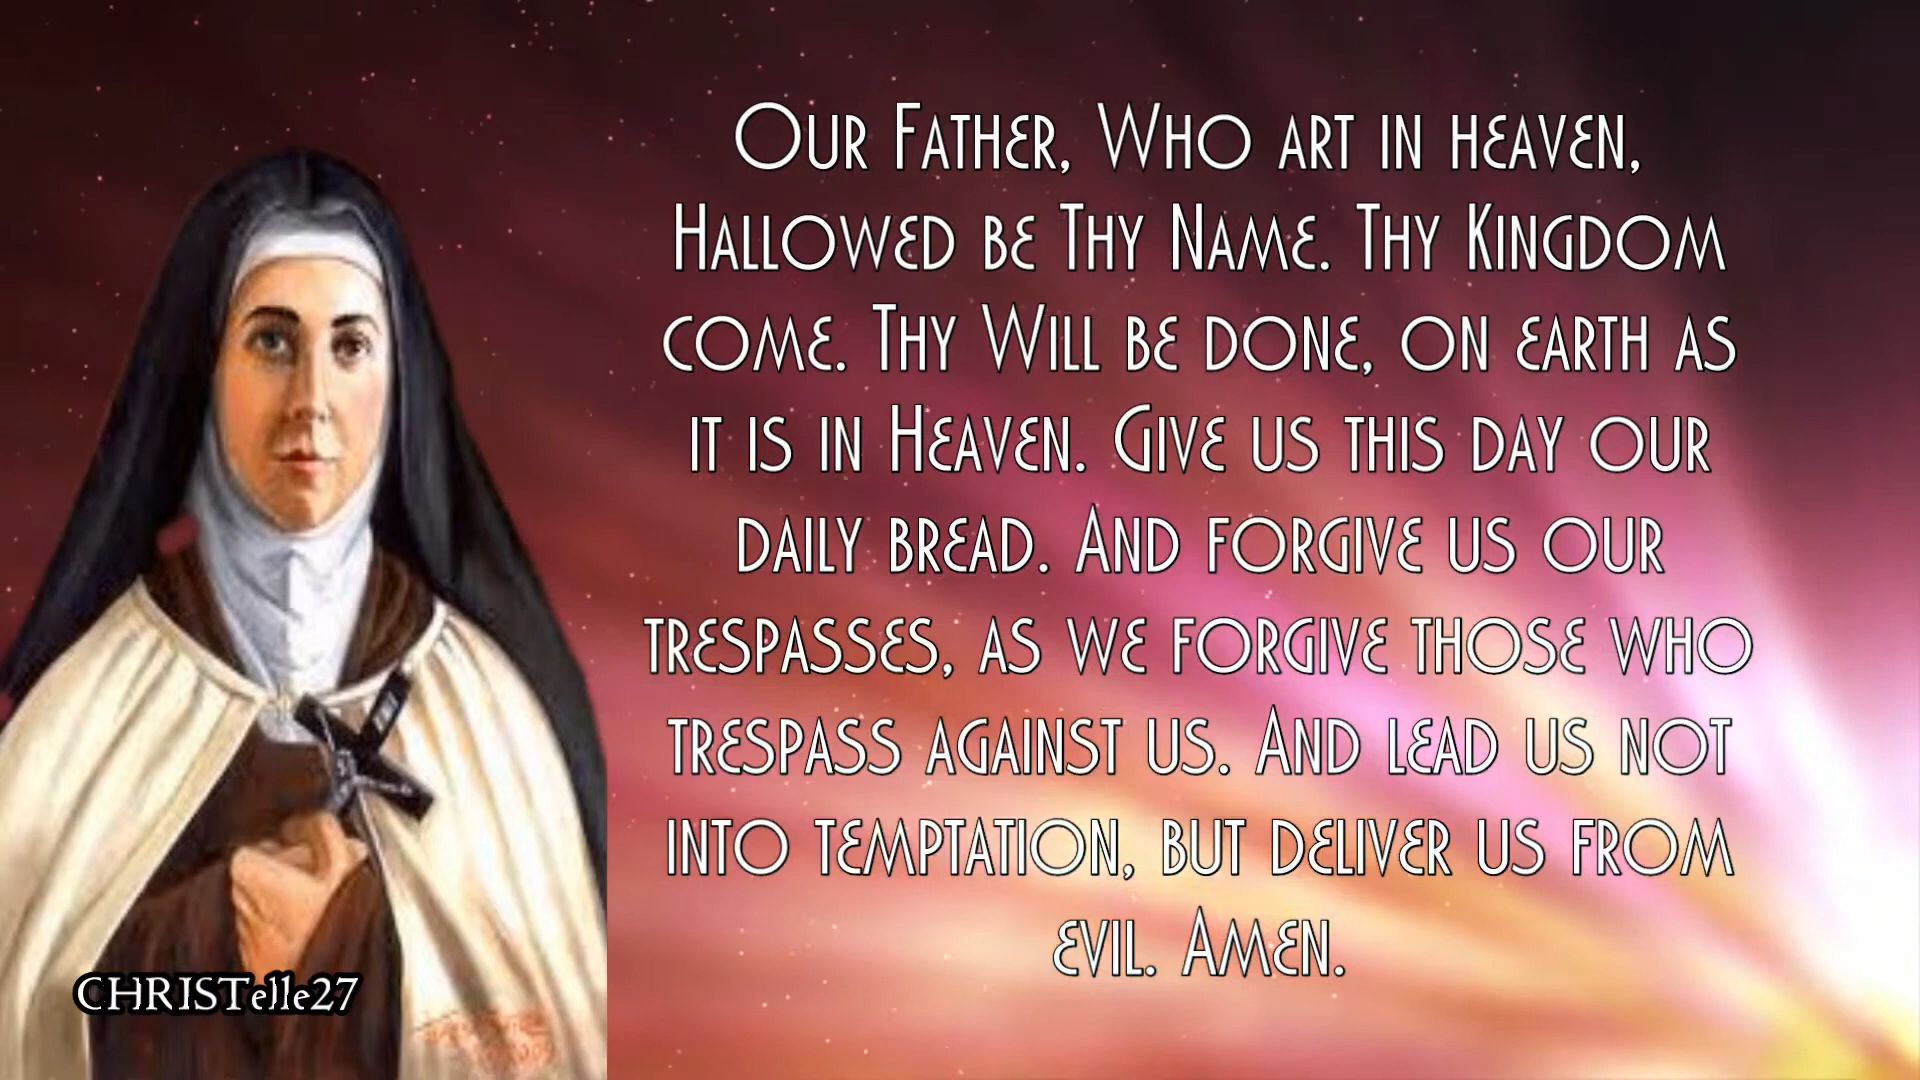 Our Father, Who art in heaven,
Hallowed be Thy Name. Thy Kingdom
come. Thy Will be done, on earth as
it is in Heaven. Give us this day our
daily bread. And forgive us our
trespasses, as we forgive those who
trespass against us. And lead us not
into temptation, but deliver us from
evil. Amen.
CHRISTelle27